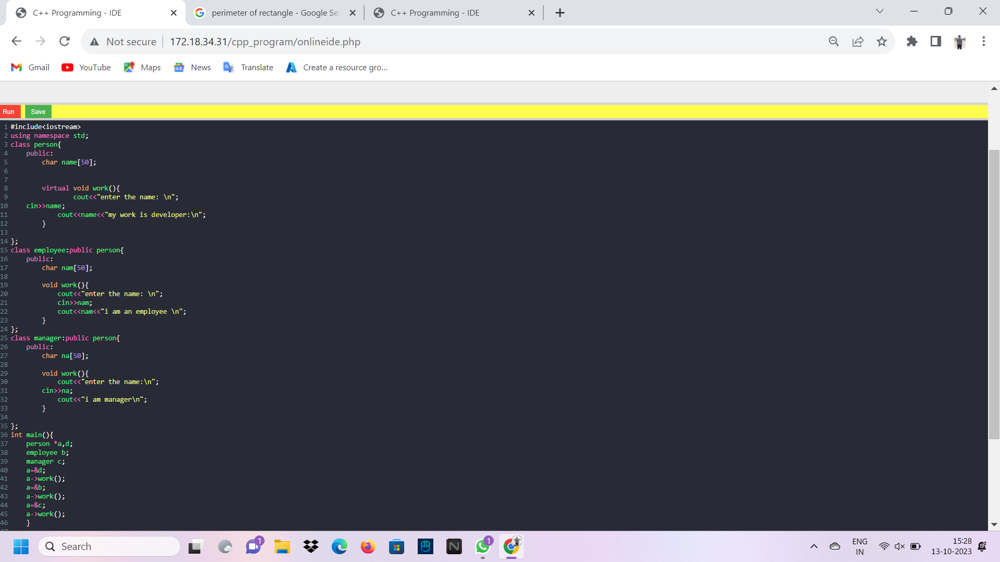 C++ Programming - IDE
perimeter of rectangle - Google Se
C++ Programming - IDE
Not secure
172.18.34.31/cpp_program/onlineide.php
Gmail
YouTube
Maps
News
Translate
Create a resource gro...
Run
Save
1 #include<iostream>
2 using namespace std;
3 class person{
4 public:
5 char name[50];
6
7
8 virtual void work(){
9 cout<<"enter the name: \n";
10 cin>>name;
11 cout<<name<<"my work is developer:\n";
12 }
13
14 };
15 class employee:public person{
16 public:
17 char nam[50];
18
19 void work(){
20 cout<<"enter the name: \n";
21 cin>>nam;
22 cout<<nam<<"i am an employee \n";
23 }
24 };
25 class manager:public person{
26 public:
27 char na[50];
28
29 void work(){
30 cout<<"enter the name:\n";
31 cin>>na;
32 cout<<"i am manager\n";
33 }
34
35 };
36 int main(){
37 person *a,d;
38 employee b;
39 manager c;
40 a=&d;
41 a->work();
42 a=&b;
43 a->work();
44 a=&c;
45 a->work();
46 }
Search
1
1
ENG
IN
15:28
13-10-2023